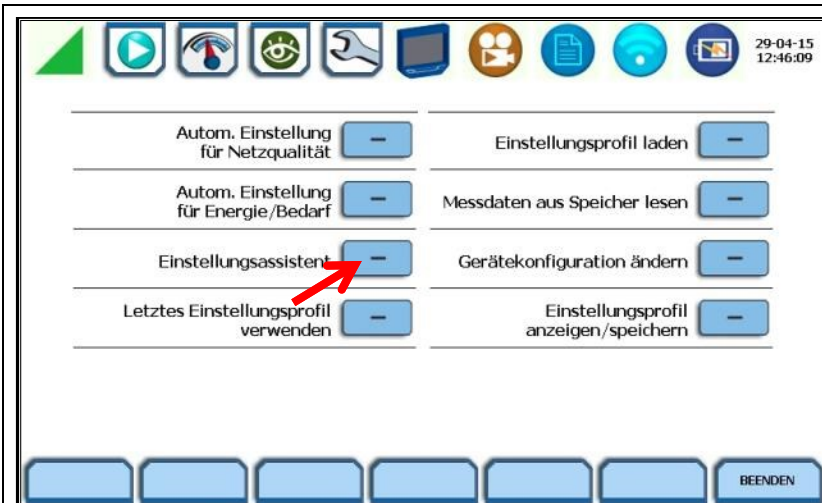 29-04-15
12:46:09
Autom. Einstellung
für Netzqualität
Einstellungsprofil laden
Autom. Einstellung
für Energie/Bedarf
Messdaten aus Speicher lesen
Einstellungsassistent
Gerätekonfiguration ändern
Letztes Einstellungsprofil
verwenden
Einstellungsprofil
anzeigen/speichern
BEENDEN